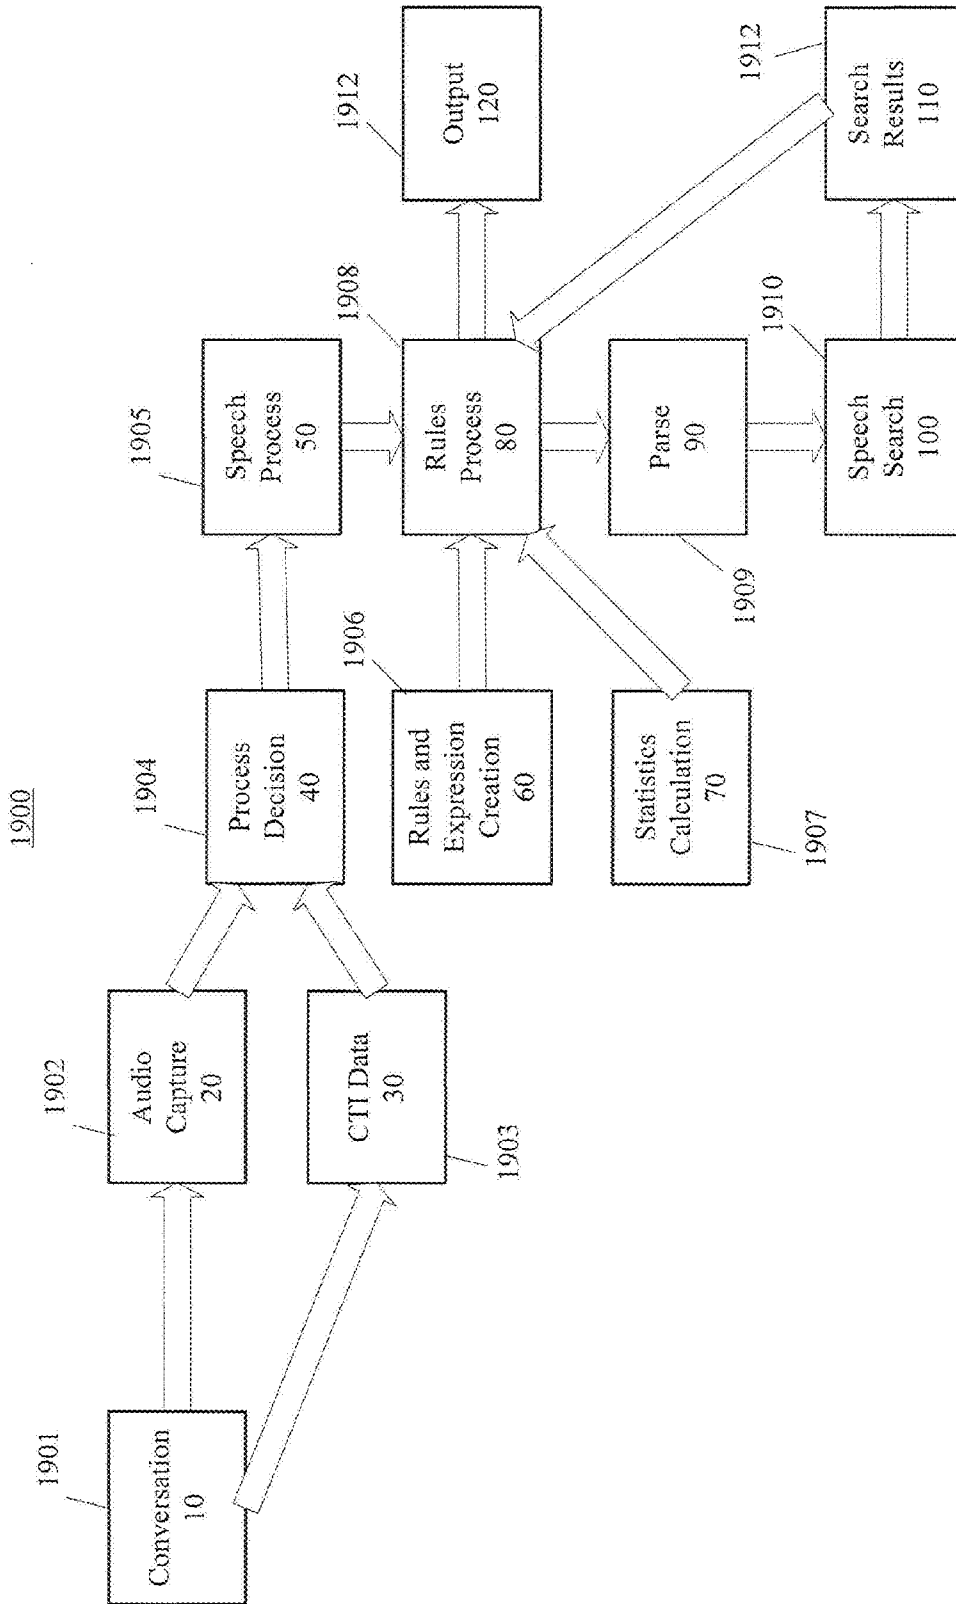 1900
1901
Conversation
10
1902
Audio
Capture
20
CTI Data
30
1903
1904
Process
Decision
40
1906
Rules and
Expression
Creation
60
Statistics
Calculation
70
1907
1905
Speech
Process
50
1908
Rules
Process
80
Parse
90
1909
1910
Speech
Search
100
1912
Output
120
1912
Search
Results
110